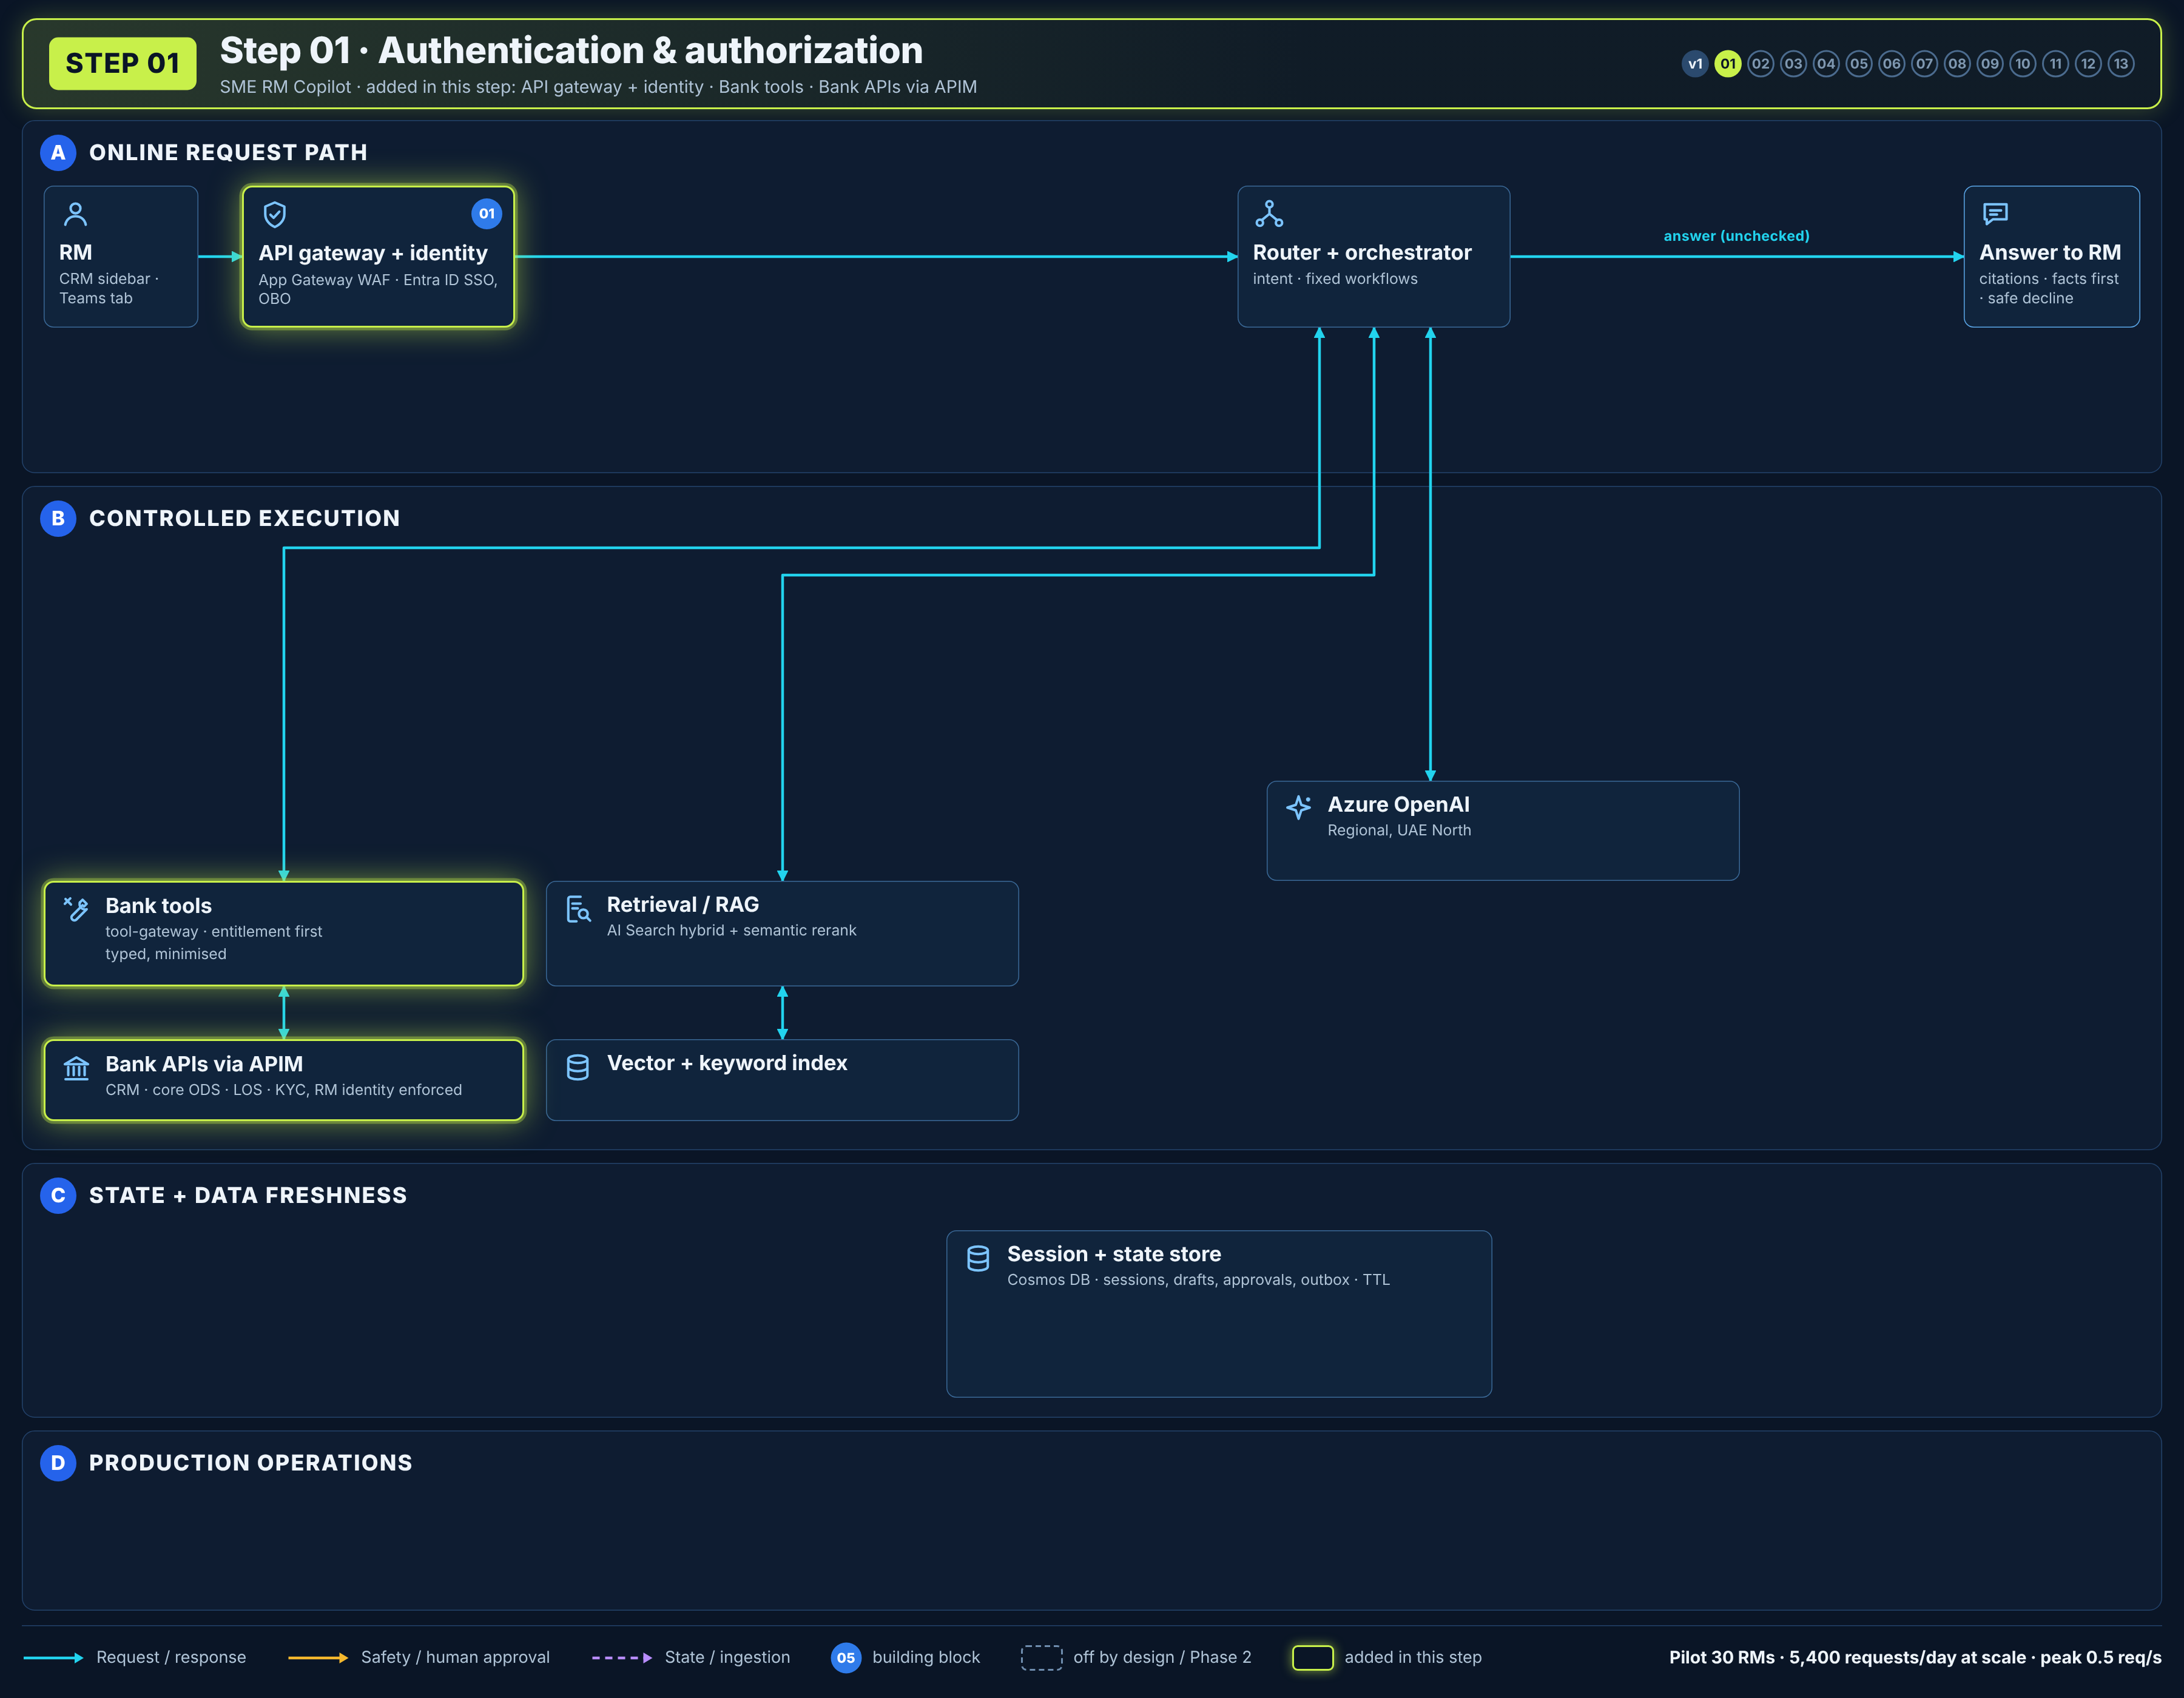 STEP 01
Step 01 · Authentication & authorization
SME RM Copilot · added in this step: API gateway + identity · Bank tools · Bank APIs via APIM
v1 01 02 03 04 05 06 07 08 09 10 11 12 13
A ONLINE REQUEST PATH
RM
CRM sidebar ·
Teams tab
01
API gateway + identity
App Gateway WAF · Entra ID SSO,
OBO
Router + orchestrator
intent · fixed workflows
answer (unchecked)
Answer to RM
citations · facts first
· safe decline
B CONTROLLED EXECUTION
Azure OpenAI
Regional, UAE North
Bank tools
tool-gateway · entitlement first
typed, minimised
Retrieval / RAG
AI Search hybrid + semantic rerank
Bank APIs via APIM
CRM · core ODS · LOS · KYC, RM identity enforced
Vector + keyword index
C STATE + DATA FRESHNESS
Session + state store
Cosmos DB · sessions, drafts, approvals, outbox · TTL
D PRODUCTION OPERATIONS
Request / response
Safety / human approval
State / ingestion
05 building block
off by design / Phase 2
added in this step
Pilot 30 RMs · 5,400 requests/day at scale · peak 0.5 req/s